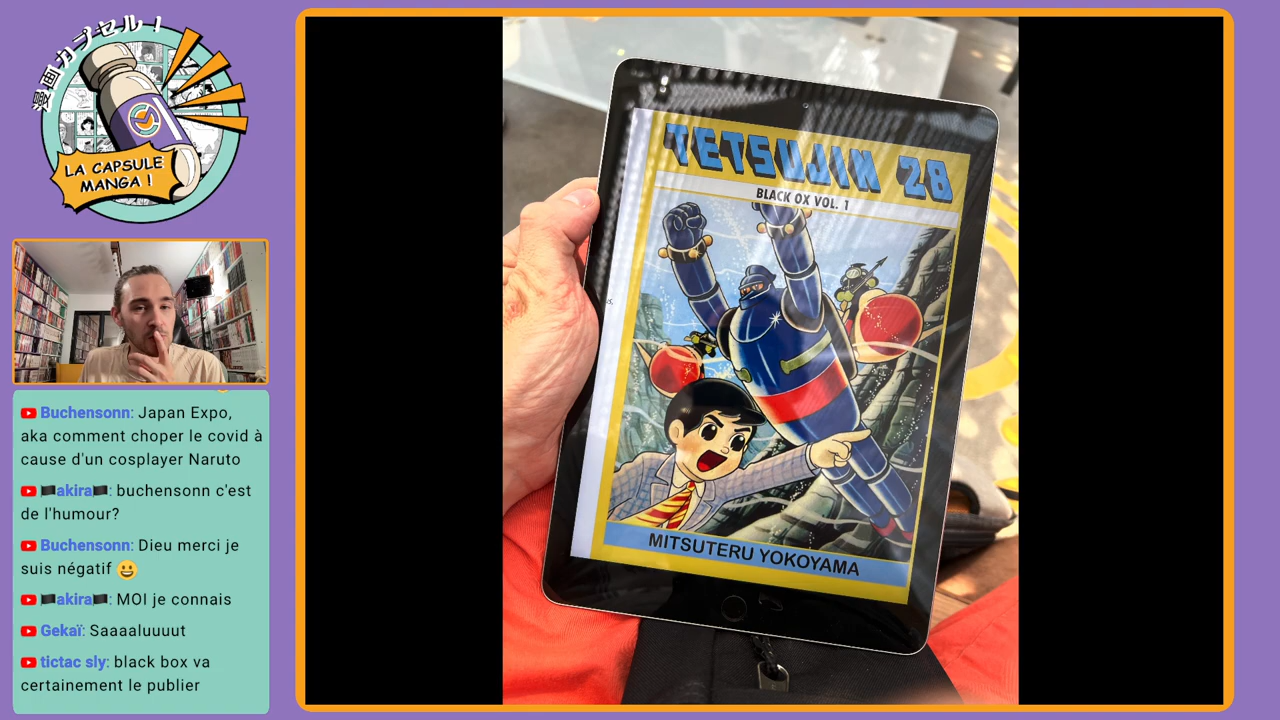 漫画カプセル！
LA CAPSULE
MANGA !
Buchensonn: Japan Expo,
aka comment choper le covid à
cause d'un cosplayer Naruto
🏴akira🏴: buchensonn c'est
de l'humour?
Buchensonn: Dieu merci je
suis négatif 😀
🏴akira🏴: MOI je connais
Gekaï: Saaaaluuuut
tictac sly: black box va
certainement le publier
TETSUJIN 28
BLACK OX VOL. 1
MITSUTERU YOKOYAMA